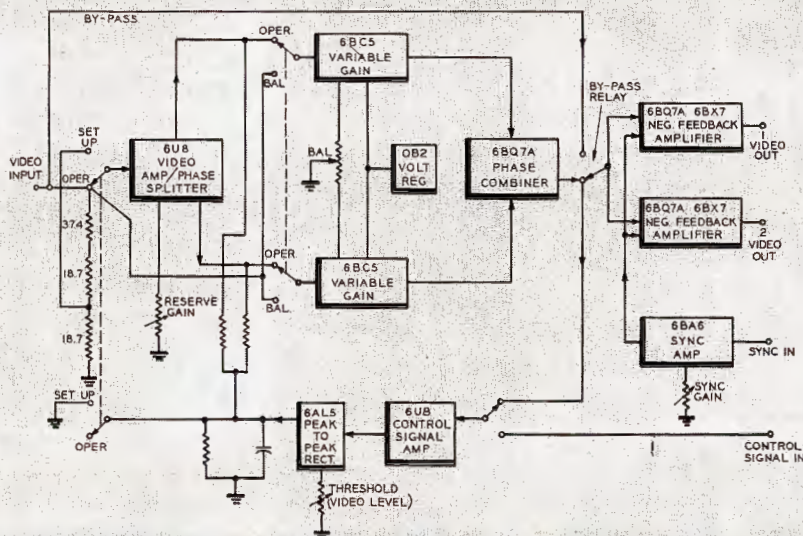 BY-PASS
OPER.
6BC5
VARIABLE
GAIN
BAL
BY-PASS
RELAY
SET
UP
VIDEO
INPUT
OPER.
6U8
VIDEO
AMP/PHASE
SPLITTER
BAL
OB2
VOLT
REG
6BQ7A
PHASE
COMBINER
6BQ7A 6BX7
NEG. FEEDBACK
AMPLIFIER
1
VIDEO
OUT
37.4
18.7
18.7
6BQ7A 6BX7
NEG. FEEDBACK
AMPLIFIER
2
VIDEO
OUT
OPER.
6BC5
VARIABLE
GAIN
BAL.
RESERVE
GAIN
6BA6
SYNC
AMP
SYNC IN
SYNC
GAIN
SET UP
OPER
6AL5
PEAK
TO
PEAK
RECT.
6U8
CONTROL
SIGNAL
AMP
CONTROL
SIGNAL IN
THRESHOLD
(VIDEO LEVEL)